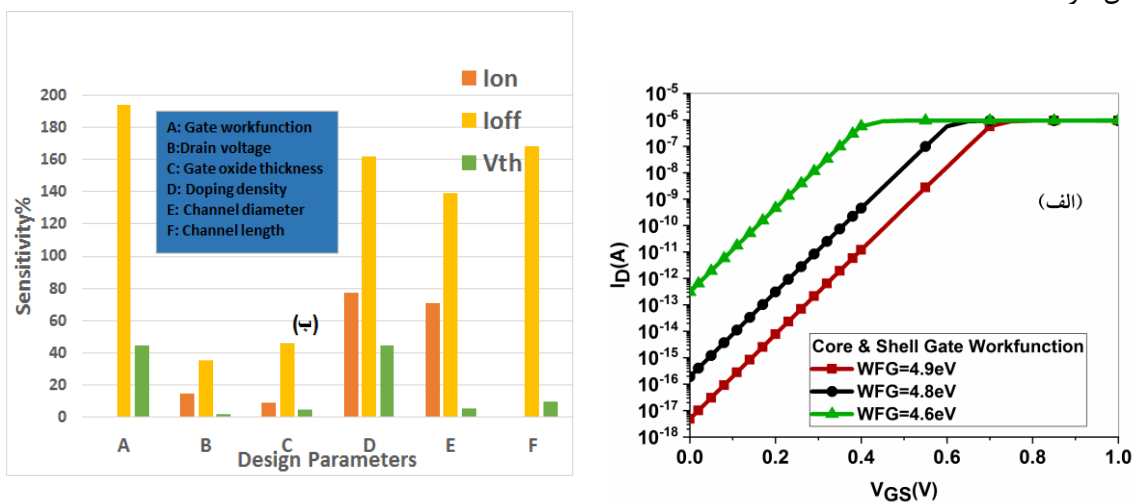 Ion
Ioff
Vth
200
180
160
140
120
100
80
60
40
20
0
Sensitivity%
A: Gate workfunction
B:Drain voltage
C: Gate oxide thickness
D: Doping density
E: Channel diameter
F: Channel length
(ب)
A B C D E F
Design Parameters
10⁻⁵
10⁻⁶
10⁻⁷
10⁻⁸
10⁻⁹
10⁻¹⁰
10⁻¹¹
10⁻¹²
10⁻¹³
10⁻¹⁴
10⁻¹⁵
10⁻¹⁶
10⁻¹⁷
10⁻¹⁸
I_D(A)
(الف)
Core & Shell Gate Workfunction
WFG=4.9eV
WFG=4.8eV
WFG=4.6eV
0.0 0.2 0.4 0.6 0.8 1.0
V_GS(V)